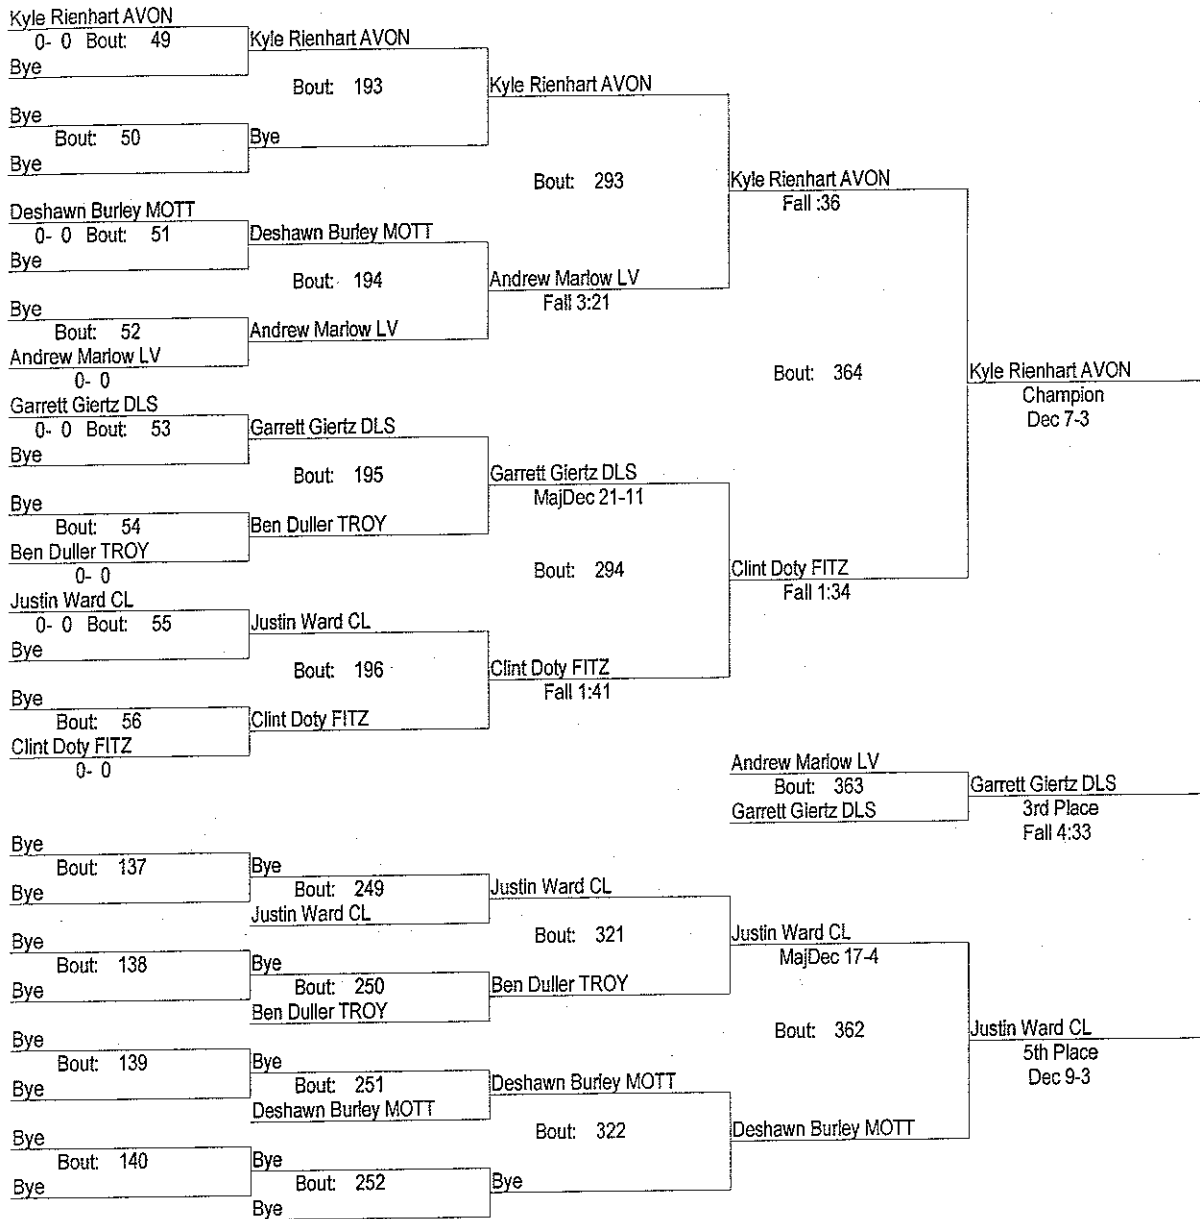 Kyle Rienhart AVON
0- 0 Bout: 49
Bye
Kyle Rienhart AVON
Bout: 193
Bye
Bout: 50
Bye
Bye
Kyle Rienhart AVON
Bout: 293
Deshawn Burley MOTT
0- 0 Bout: 51
Bye
Deshawn Burley MOTT
Bout: 194
Bye
Bout: 52
Andrew Marlow LV
0- 0
Andrew Marlow LV
Andrew Marlow LV
Fall 3:21
Kyle Rienhart AVON
Fall :36
Bout: 364
Garrett Giertz DLS
0- 0 Bout: 53
Bye
Garrett Giertz DLS
Bout: 195
Bye
Bout: 54
Ben Duller TROY
0- 0
Ben Duller TROY
Garrett Giertz DLS
MajDec 21-11
Bout: 294
Justin Ward CL
0- 0 Bout: 55
Bye
Justin Ward CL
Bout: 196
Bye
Bout: 56
Clint Doty FITZ
0- 0
Clint Doty FITZ
Clint Doty FITZ
Fall 1:41
Clint Doty FITZ
Fall 1:34
Kyle Rienhart AVON
Champion
Dec 7-3
Andrew Marlow LV
Bout: 363
Garrett Giertz DLS
Garrett Giertz DLS
3rd Place
Fall 4:33
Bye
Bout: 137
Bye
Bye
Bout: 249
Justin Ward CL
Justin Ward CL
Bout: 321
Bye
Bout: 138
Bye
Bye
Bout: 250
Ben Duller TROY
Ben Duller TROY
Justin Ward CL
MajDec 17-4
Bout: 362
Bye
Bout: 139
Bye
Bye
Bout: 251
Deshawn Burley MOTT
Deshawn Burley MOTT
Bout: 322
Bye
Bout: 140
Bye
Bye
Bout: 252
Bye
Bye
Deshawn Burley MOTT
Justin Ward CL
5th Place
Dec 9-3